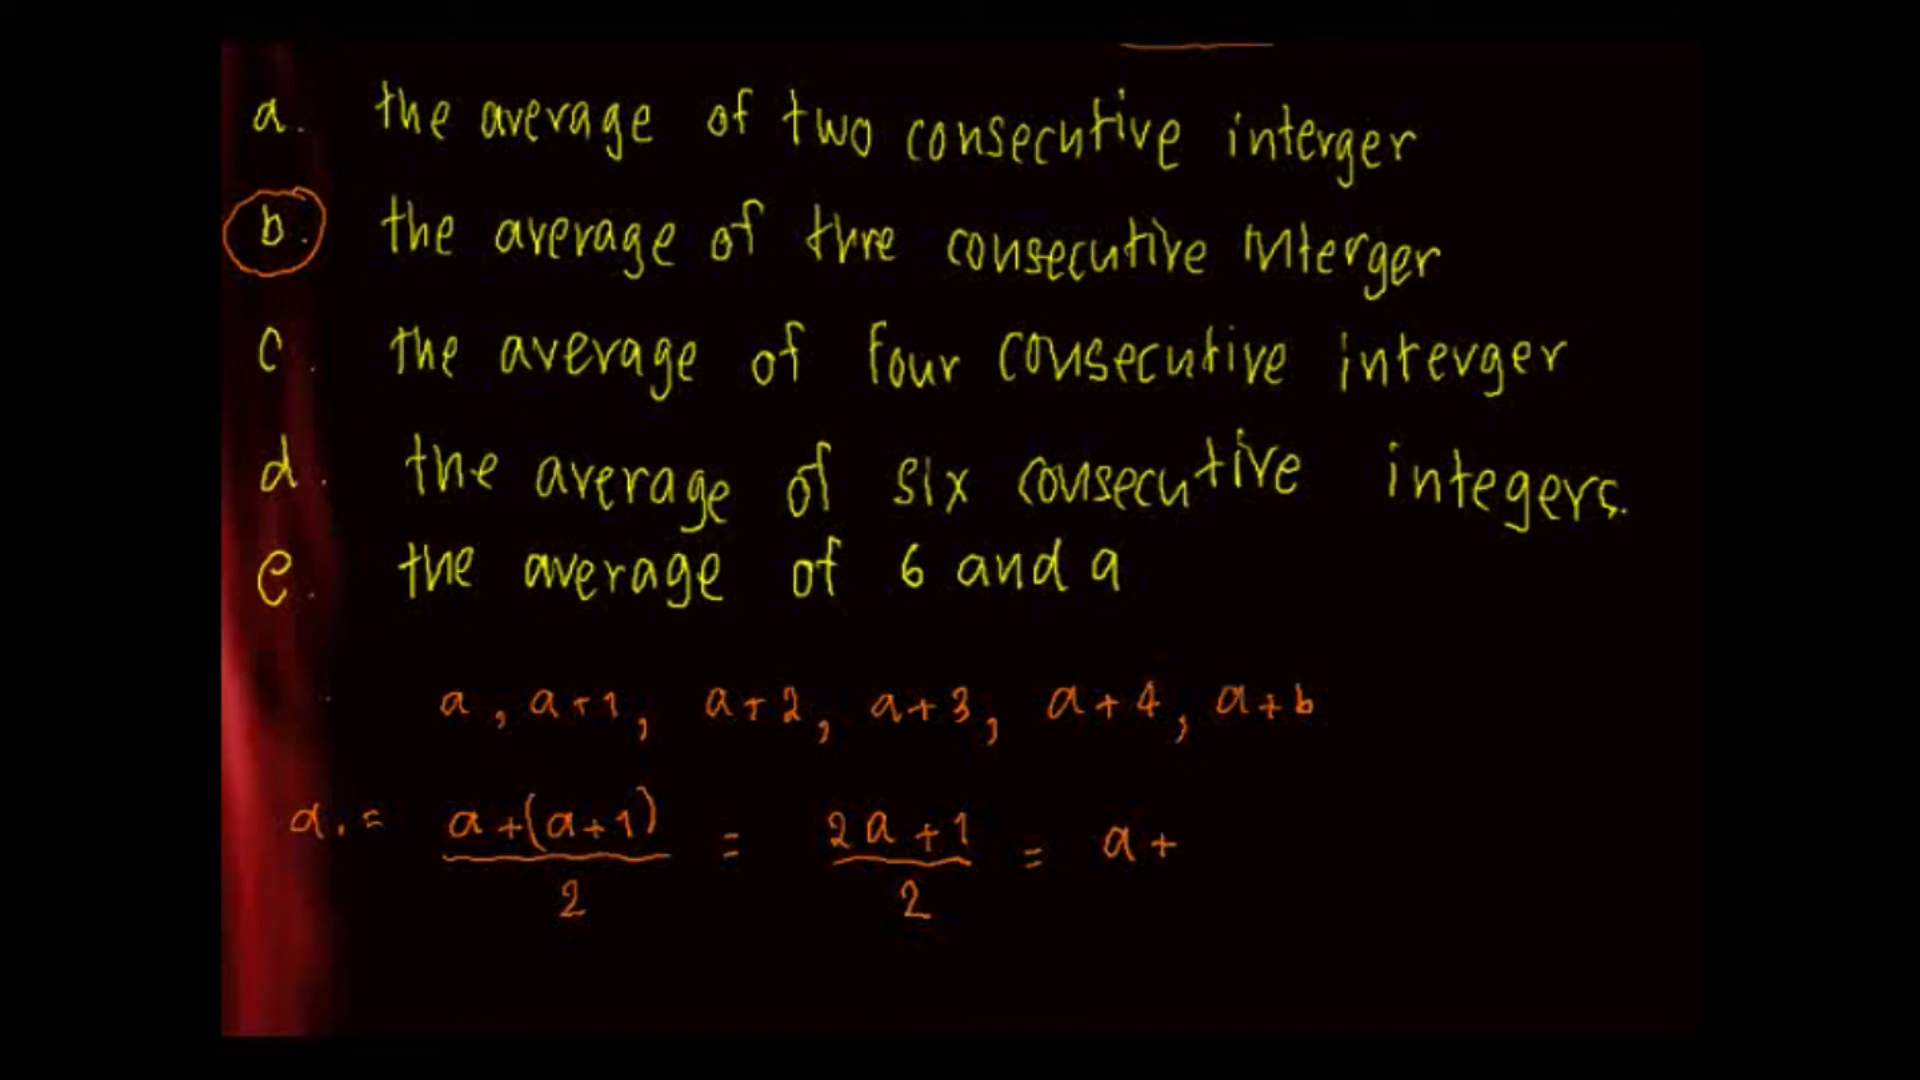 a. the average of two consecutive interger
b. the average of thre consecutive interger
c. the average of four consecutive interger
d. the average of six consecutive integers.
e. the average of 6 and 9
a, a+1, a+2, a+3, a+4, a+b
a. = a+(a+1)/2 = 2a+1/2 = a+